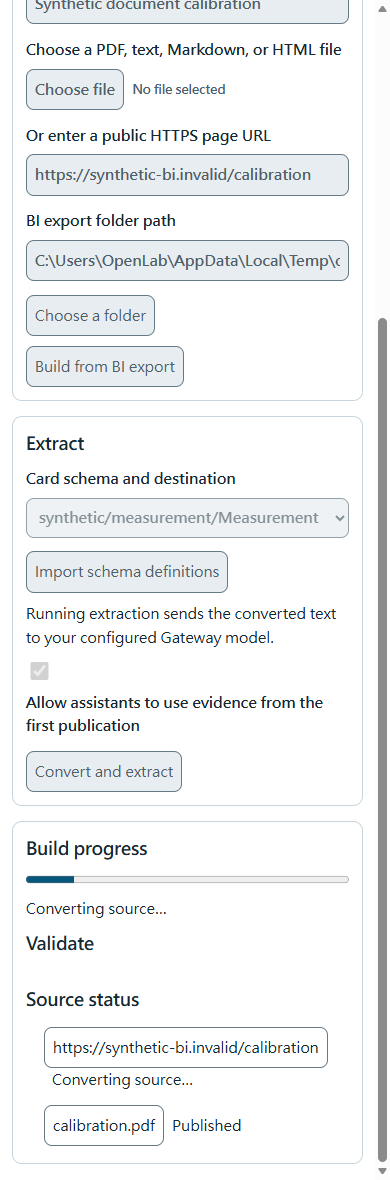 Synthetic document calibration
Choose a PDF, text, Markdown, or HTML file
Choose file No file selected
Or enter a public HTTPS page URL
https://synthetic-bi.invalid/calibration
BI export folder path
C:\Users\OpenLab\AppData\Local\Temp\
Choose a folder
Build from BI export
Extract
Card schema and destination
synthetic/measurement/Measurement
Import schema definitions
Running extraction sends the converted text
to your configured Gateway model.
Allow assistants to use evidence from the
first publication
Convert and extract
Build progress
Converting source...
Validate
Source status
https://synthetic-bi.invalid/calibration
Converting source...
calibration.pdf Published